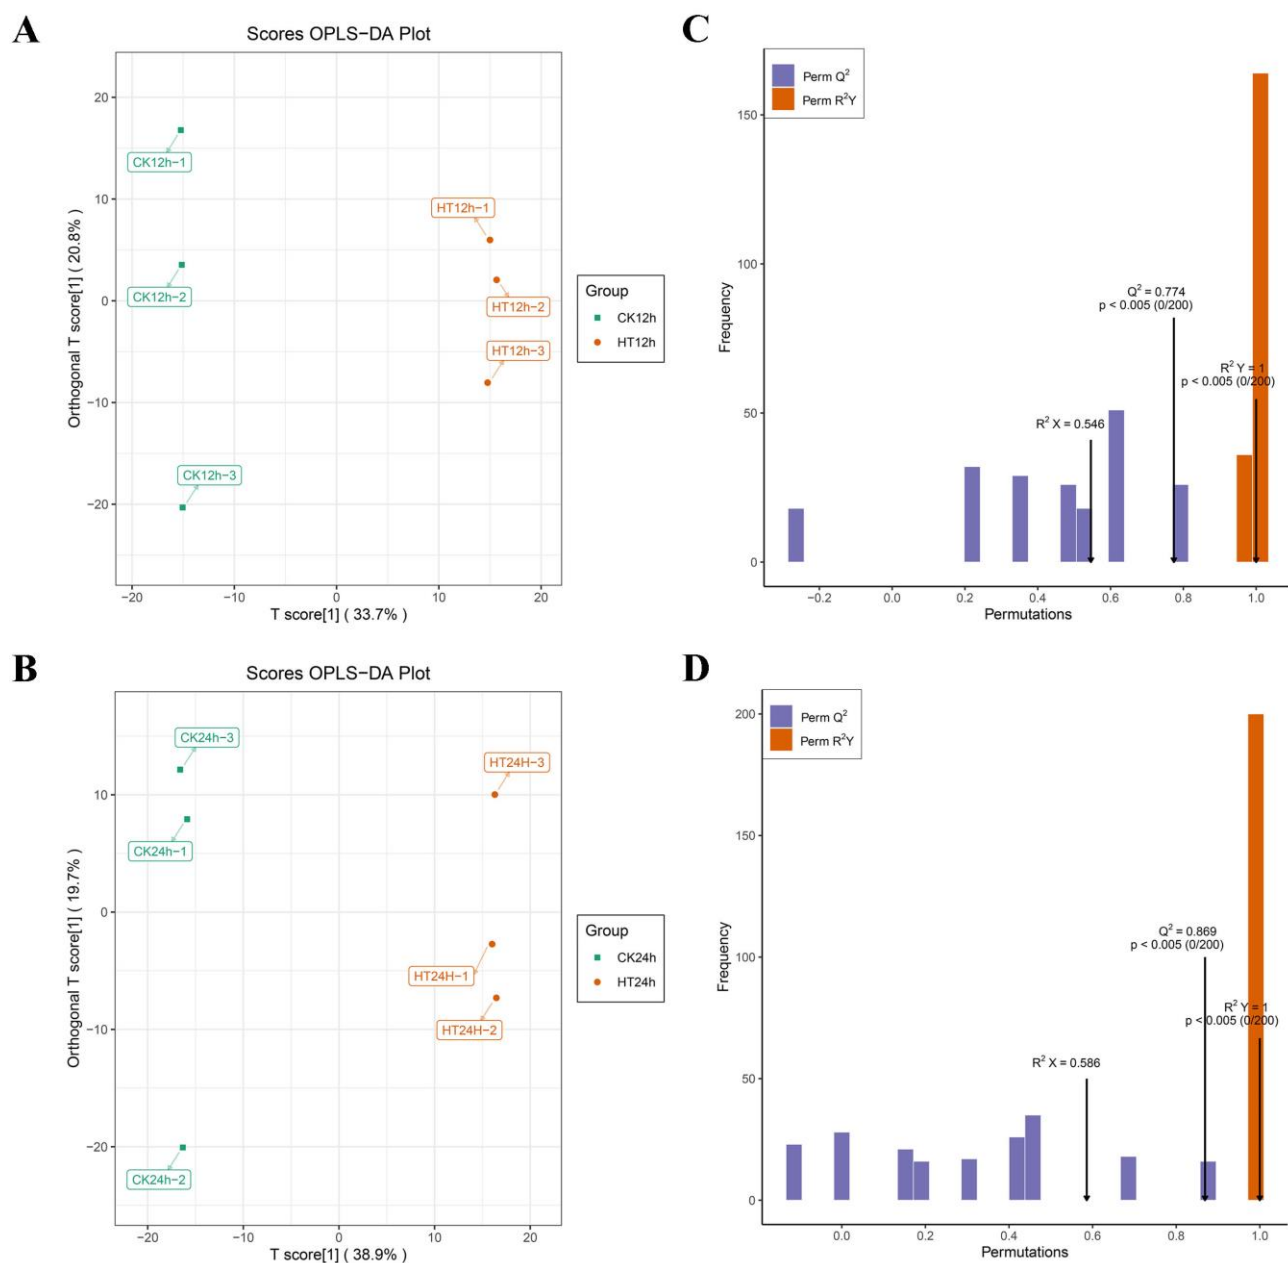 A
Scores OPLS−DA Plot
Orthogonal T score[1] ( 20.8% )
20
10
0
−10
−20
CK12h−1
CK12h−2
CK12h−3
HT12h−1
HT12h−2
HT12h−3
−20
−10
0
10
20
T score[1] ( 33.7% )
Group
CK12h
HT12h
C
Perm Q²
Perm R²Y
Frequency
150
100
50
0
Q² = 0.774
p < 0.005 (0/200)
R² Y = 1
p < 0.005 (0/200)
R² X = 0.546
−0.2
0.0
0.2
0.4
0.6
0.8
1.0
Permutations
B
Scores OPLS−DA Plot
Orthogonal T score[1] ( 19.7% )
10
0
−10
−20
CK24h−3
CK24h−1
CK24h−2
HT24H−3
HT24H−1
HT24H−2
−20
−10
0
10
20
T score[1] ( 38.9% )
Group
CK24h
HT24h
D
Perm Q²
Perm R²Y
Frequency
200
150
100
50
0
Q² = 0.869
p < 0.005 (0/200)
R² Y = 1
p < 0.005 (0/200)
R² X = 0.586
0.0
0.2
0.4
0.6
0.8
1.0
Permutations